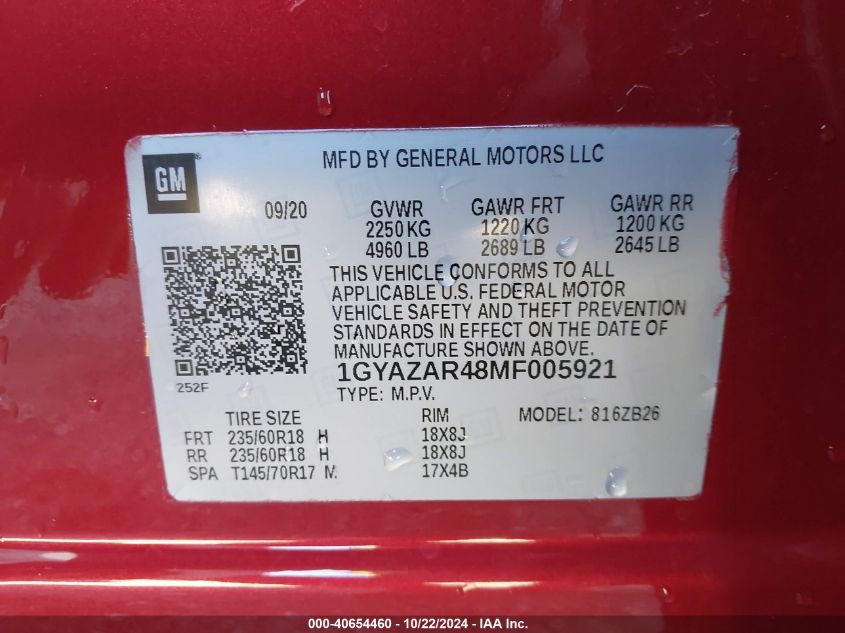 GM
MFD BY GENERAL MOTORS LLC
09/20 GVWR GAWR FRT GAWR RR
2250 KG 1220 KG 1200 KG
4960 LB 2689 LB 2645 LB
THIS VEHICLE CONFORMS TO ALL
APPLICABLE U.S. FEDERAL MOTOR
VEHICLE SAFETY AND THEFT PREVENTION
STANDARDS IN EFFECT ON THE DATE OF
MANUFACTURE SHOWN ABOVE.
252F
1GYAZAR48MF005921
TYPE: M.P.V.
TIRE SIZE RIM MODEL: 816ZB26
FRT 235/60R18 H 18X8J
RR 235/60R18 H 18X8J
SPA T145/70R17 M 17X4B
000-40654460 - 10/22/2024 - IAA Inc.